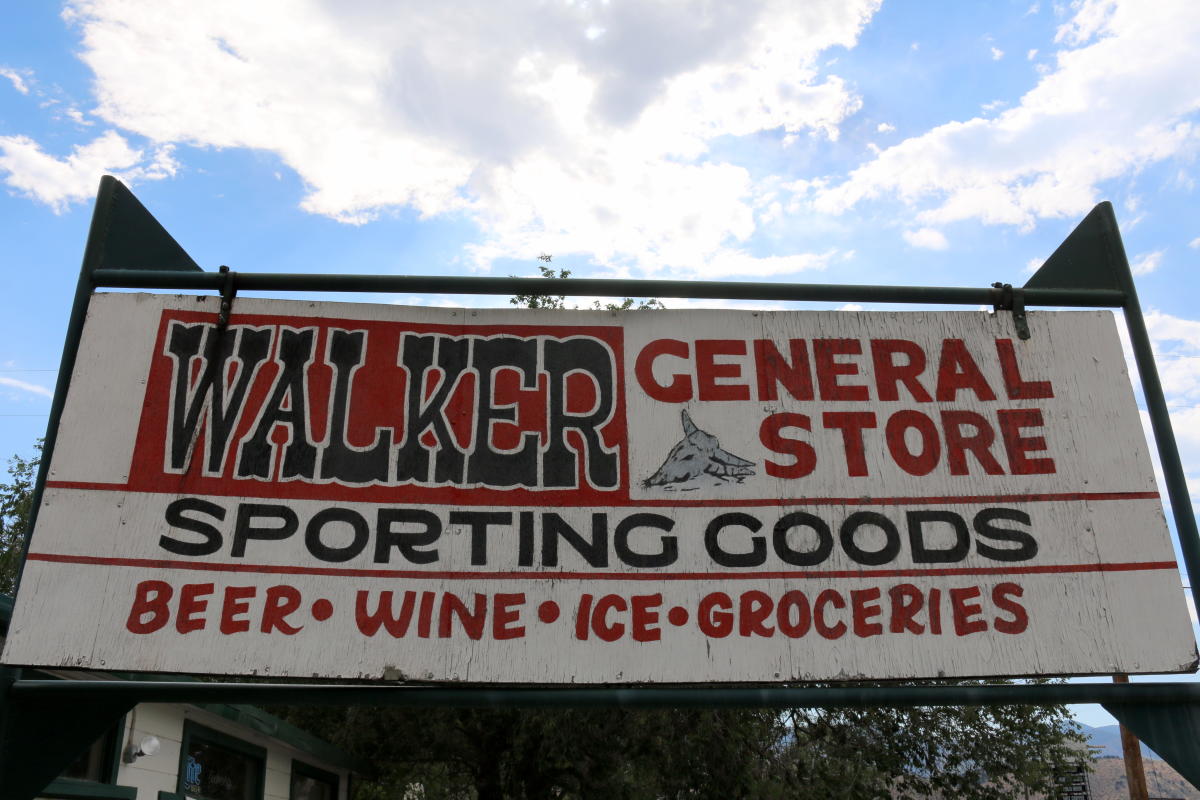 WALKER GENERAL
STORE
SPORTING GOODS
BEER • WINE • ICE • GROCERIES